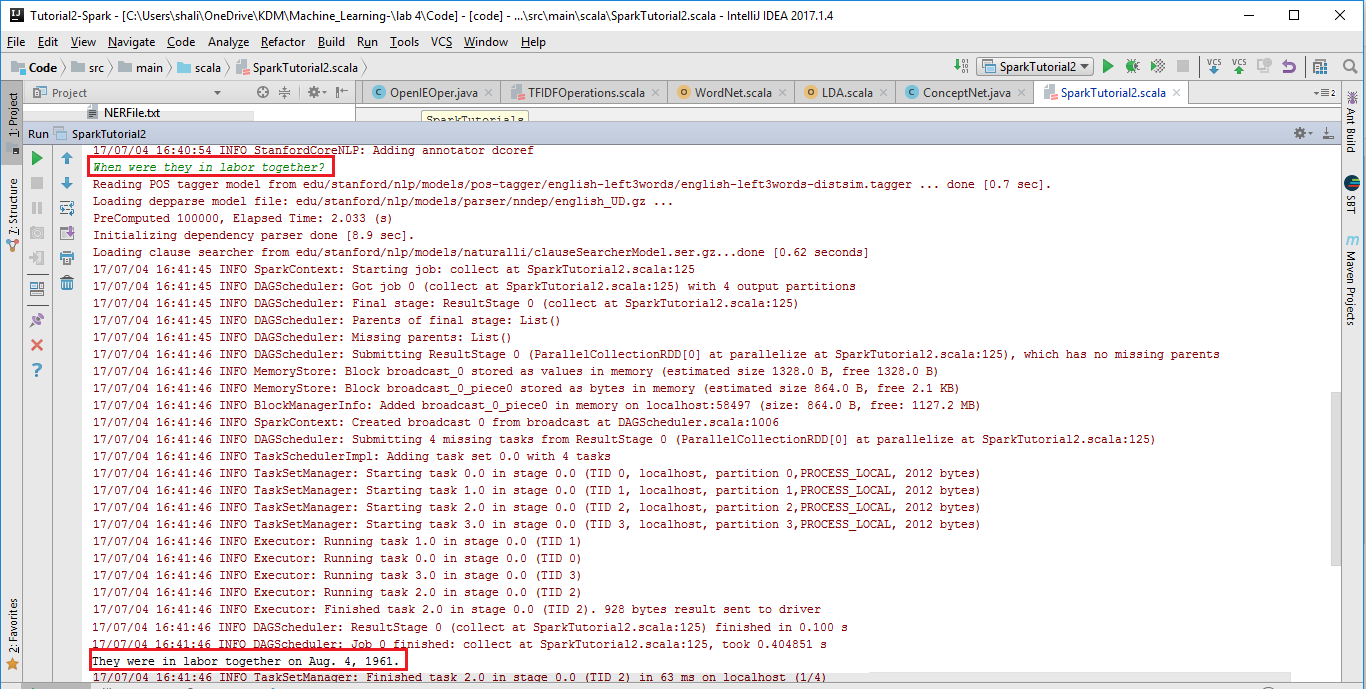 Tutorial2-Spark - [C:\Users\shali\OneDrive\KDM\Machine_Learning-\lab 4\Code] - [code] - ...\src\main\scala\SparkTutorial2.scala - IntelliJ IDEA 2017.1.4
File Edit View Navigate Code Analyze Refactor Build Run Tools VCS Window Help
Code src main scala SparkTutorial2.scala SparkTutorial2 VCS VCS
Project OpenIEOper.java TFIDFOperations.scala WordNet.scala LDA.scala ConceptNet.java SparkTutorial2.scala
NERFile.txt SparkTutorials
Run SparkTutorial2
17/07/04 16:40:54 INFO StanfordCoreNLP: Adding annotator dcoref
When were they in labor together?
Reading POS tagger model from edu/stanford/nlp/models/pos-tagger/english-left3words/english-left3words-distsim.tagger ... done [0.7 sec].
Loading depparse model file: edu/stanford/nlp/models/parser/nndep/english_UD.gz ...
PreComputed 100000, Elapsed Time: 2.033 (s)
Initializing dependency parser done [8.9 sec].
Loading clause searcher from edu/stanford/nlp/models/naturalli/clauseSearcherModel.ser.gz...done [0.62 seconds]
17/07/04 16:41:45 INFO SparkContext: Starting job: collect at SparkTutorial2.scala:125
17/07/04 16:41:45 INFO DAGScheduler: Got job 0 (collect at SparkTutorial2.scala:125) with 4 output partitions
17/07/04 16:41:45 INFO DAGScheduler: Final stage: ResultStage 0 (collect at SparkTutorial2.scala:125)
17/07/04 16:41:45 INFO DAGScheduler: Parents of final stage: List()
17/07/04 16:41:45 INFO DAGScheduler: Missing parents: List()
17/07/04 16:41:46 INFO DAGScheduler: Submitting ResultStage 0 (ParallelCollectionRDD[0] at parallelize at SparkTutorial2.scala:125), which has no missing parents
17/07/04 16:41:46 INFO MemoryStore: Block broadcast_0 stored as values in memory (estimated size 1328.0 B, free 1328.0 B)
17/07/04 16:41:46 INFO MemoryStore: Block broadcast_0_piece0 stored as bytes in memory (estimated size 864.0 B, free 2.1 KB)
17/07/04 16:41:46 INFO BlockManagerInfo: Added broadcast_0_piece0 in memory on localhost:58497 (size: 864.0 B, free: 1127.2 MB)
17/07/04 16:41:46 INFO SparkContext: Created broadcast 0 from broadcast at DAGScheduler.scala:1006
17/07/04 16:41:46 INFO DAGScheduler: Submitting 4 missing tasks from ResultStage 0 (ParallelCollectionRDD[0] at parallelize at SparkTutorial2.scala:125)
17/07/04 16:41:46 INFO TaskSchedulerImpl: Adding task set 0.0 with 4 tasks
17/07/04 16:41:46 INFO TaskSetManager: Starting task 0.0 in stage 0.0 (TID 0, localhost, partition 0,PROCESS_LOCAL, 2012 bytes)
17/07/04 16:41:46 INFO TaskSetManager: Starting task 1.0 in stage 0.0 (TID 1, localhost, partition 1,PROCESS_LOCAL, 2012 bytes)
17/07/04 16:41:46 INFO TaskSetManager: Starting task 2.0 in stage 0.0 (TID 2, localhost, partition 2,PROCESS_LOCAL, 2012 bytes)
17/07/04 16:41:46 INFO TaskSetManager: Starting task 3.0 in stage 0.0 (TID 3, localhost, partition 3,PROCESS_LOCAL, 2012 bytes)
17/07/04 16:41:46 INFO Executor: Running task 1.0 in stage 0.0 (TID 1)
17/07/04 16:41:46 INFO Executor: Running task 0.0 in stage 0.0 (TID 0)
17/07/04 16:41:46 INFO Executor: Running task 3.0 in stage 0.0 (TID 3)
17/07/04 16:41:46 INFO Executor: Running task 2.0 in stage 0.0 (TID 2)
17/07/04 16:41:46 INFO Executor: Finished task 2.0 in stage 0.0 (TID 2). 928 bytes result sent to driver
17/07/04 16:41:46 INFO DAGScheduler: ResultStage 0 (collect at SparkTutorial2.scala:125) finished in 0.100 s
17/07/04 16:41:46 INFO DAGScheduler: Job 0 finished: collect at SparkTutorial2.scala:125, took 0.404851 s
They were in labor together on Aug. 4, 1961.
17/07/04 16:41:46 INFO TaskSetManager: Finished task 2.0 in stage 0.0 (TID 2) in 63 ms on localhost (1/4)
1: Project
7: Structure
2: Favorites
Ant Build
SBT
Maven Projects